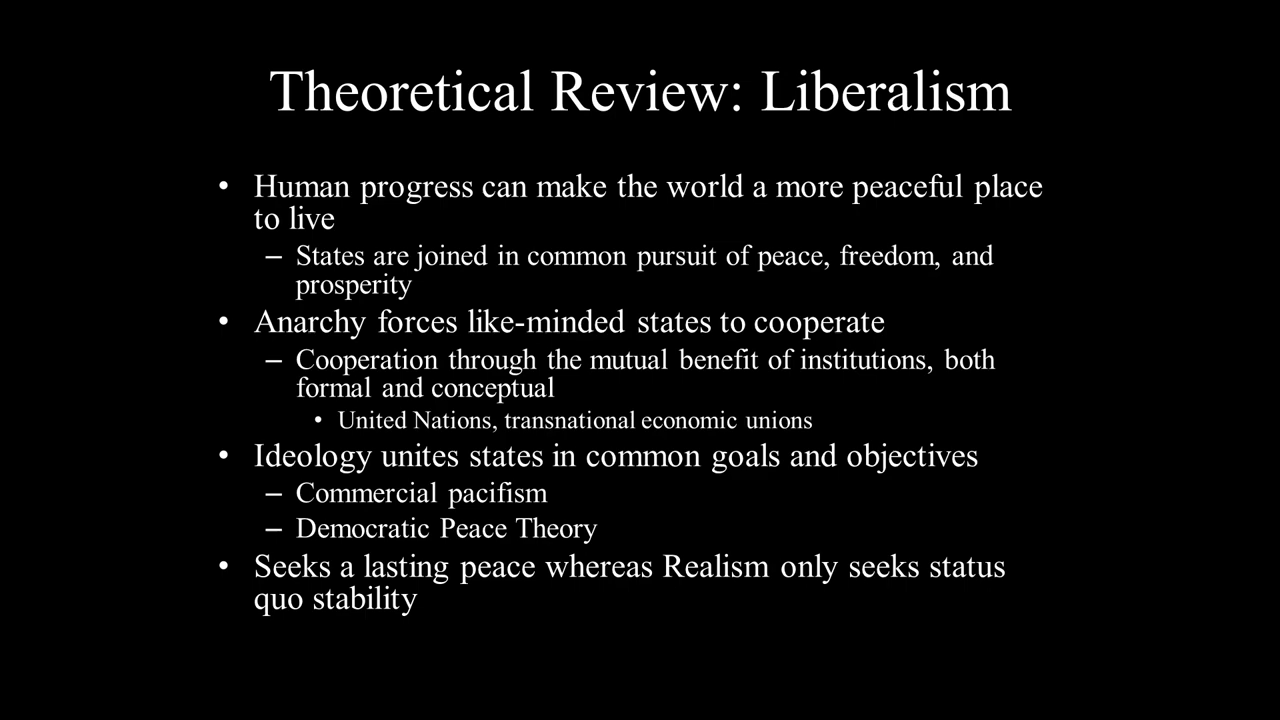 Theoretical Review: Liberalism
• Human progress can make the world a more peaceful place
to live
– States are joined in common pursuit of peace, freedom, and
prosperity
• Anarchy forces like-minded states to cooperate
– Cooperation through the mutual benefit of institutions, both
formal and conceptual
• United Nations, transnational economic unions
• Ideology unites states in common goals and objectives
– Commercial pacifism
– Democratic Peace Theory
• Seeks a lasting peace whereas Realism only seeks status
quo stability